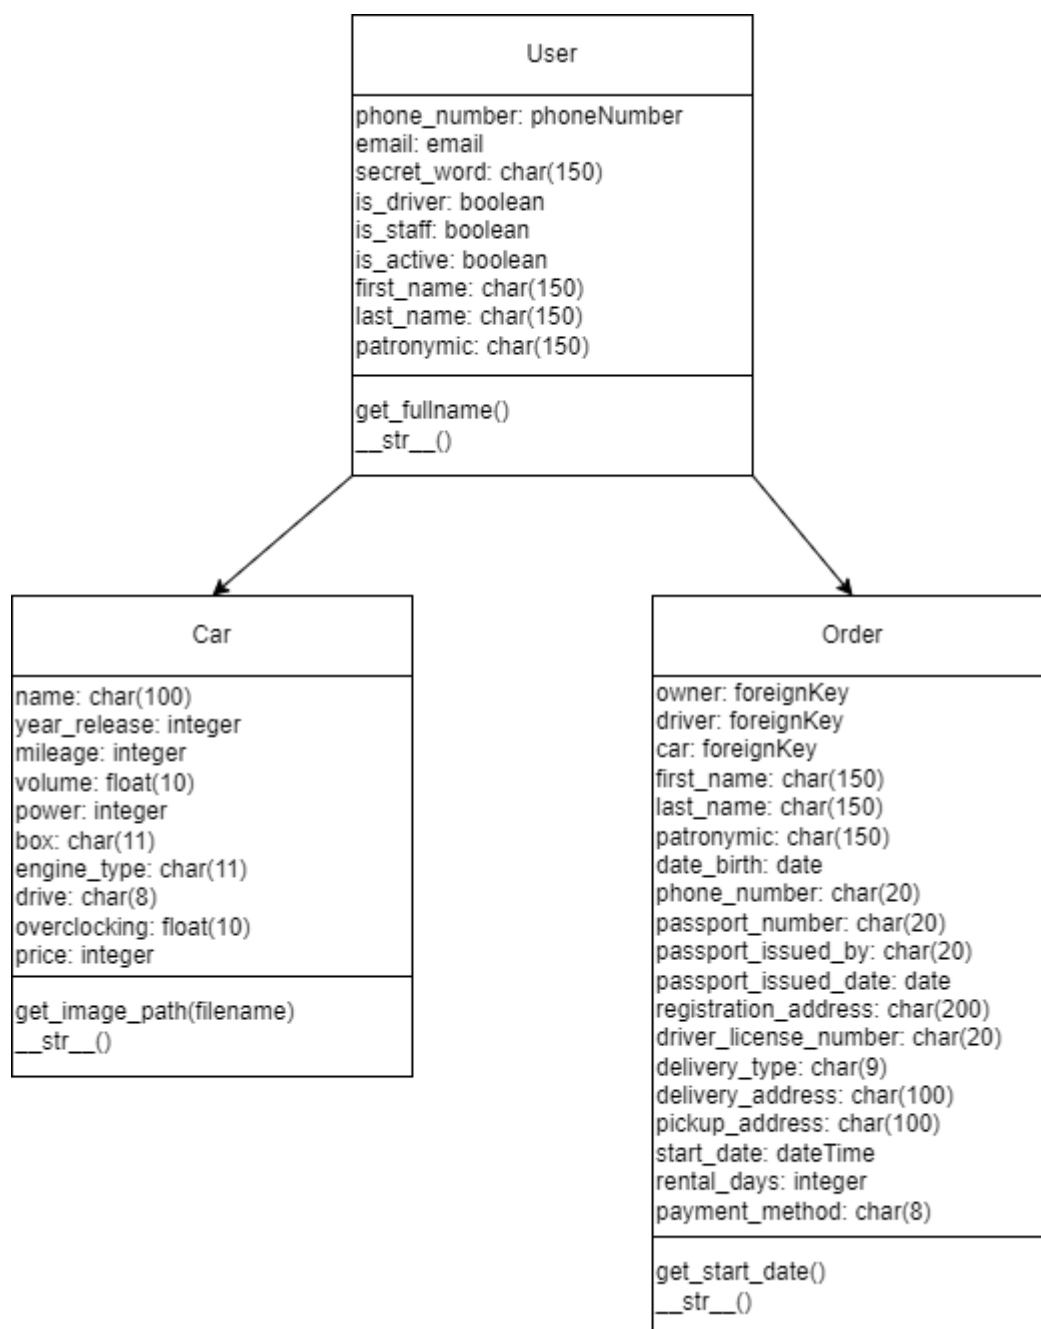 User
phone_number: phoneNumber
email: email
secret_word: char(150)
is_driver: boolean
is_staff: boolean
is_active: boolean
first_name: char(150)
last_name: char(150)
patronymic: char(150)
get_fullname()
__str__()
Car
name: char(100)
year_release: integer
mileage: integer
volume: float(10)
power: integer
box: char(11)
engine_type: char(11)
drive: char(8)
overclocking: float(10)
price: integer
get_image_path(filename)
__str__()
Order
owner: foreignKey
driver: foreignKey
car: foreignKey
first_name: char(150)
last_name: char(150)
patronymic: char(150)
date_birth: date
phone_number: char(20)
passport_number: char(20)
passport_issued_by: char(20)
passport_issued_date: date
registration_address: char(200)
driver_license_number: char(20)
delivery_type: char(9)
delivery_address: char(100)
pickup_address: char(100)
start_date: dateTime
rental_days: integer
payment_method: char(8)
get_start_date()
__str__()